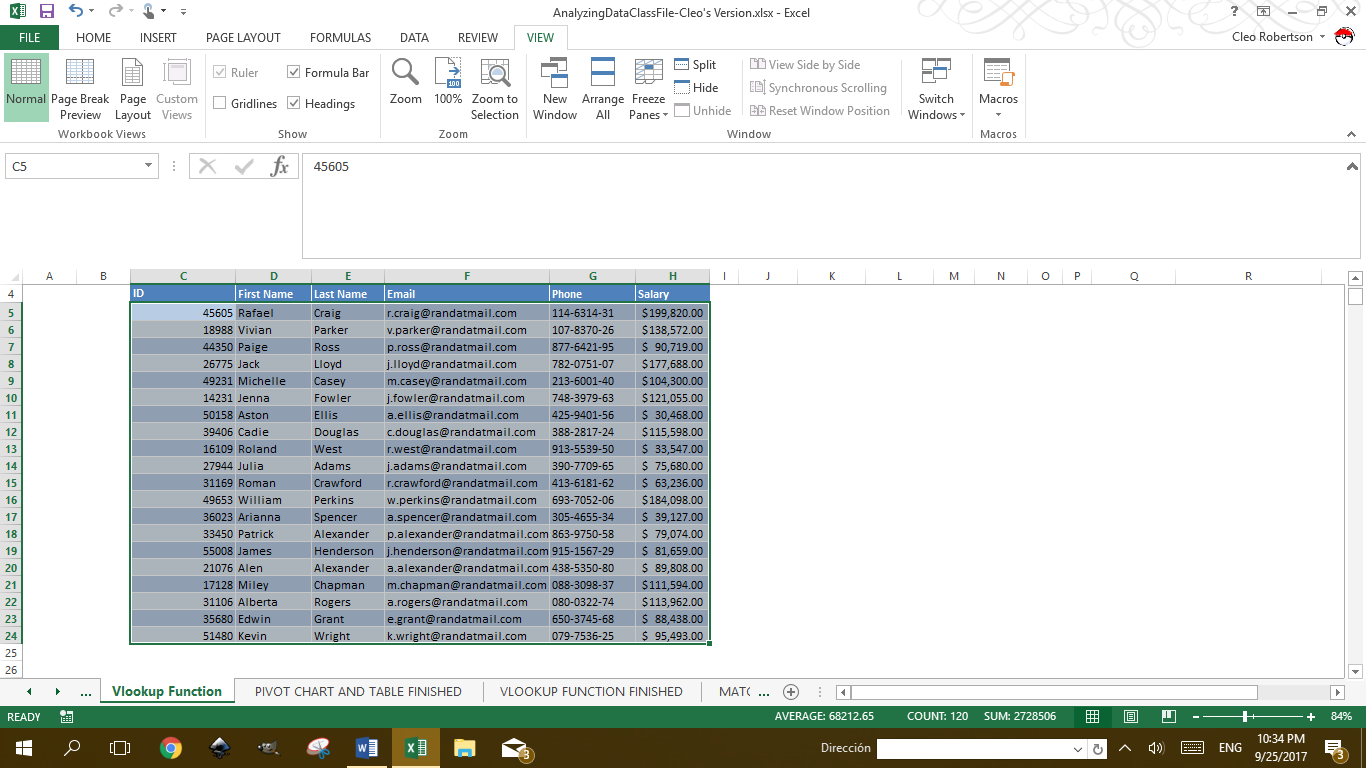 AnalyzingDataClassFile-Cleo's Version.xlsx - Excel
FILE HOME INSERT PAGE LAYOUT FORMULAS DATA REVIEW VIEW Cleo Robertson
Normal Page Break Preview Page Layout Custom Views
Workbook Views
Ruler Formula Bar
Gridlines Headings
Show
Zoom 100% Zoom to Selection
Zoom
New Window Arrange All Freeze Panes
Split
Hide
Unhide
View Side by Side
Synchronous Scrolling
Reset Window Position
Switch Windows
Window
Macros
Macros
C5 fx 45605
A B C D E F G H I J K L M N O P Q R
4 ID First Name Last Name Email Phone Salary
5 45605 Rafael Craig r.craig@randatmail.com 114-6314-31 $199,820.00
6 18988 Vivian Parker v.parker@randatmail.com 107-8370-26 $138,572.00
7 44350 Paige Ross p.ross@randatmail.com 877-6421-95 $ 90,719.00
8 26775 Jack Lloyd j.lloyd@randatmail.com 782-0751-07 $177,688.00
9 49231 Michelle Casey m.casey@randatmail.com 213-6001-40 $104,300.00
10 14231 Jenna Fowler j.fowler@randatmail.com 748-3979-63 $121,055.00
11 50158 Aston Ellis a.ellis@randatmail.com 425-9401-56 $ 30,468.00
12 39406 Cadie Douglas c.douglas@randatmail.com 388-2817-24 $115,598.00
13 16109 Roland West r.west@randatmail.com 913-5539-50 $ 33,547.00
14 27944 Julia Adams j.adams@randatmail.com 390-7709-65 $ 75,680.00
15 31169 Roman Crawford r.crawford@randatmail.com 413-6181-62 $ 63,236.00
16 49653 William Perkins w.perkins@randatmail.com 693-7052-06 $184,098.00
17 36023 Arianna Spencer a.spencer@randatmail.com 305-4655-34 $ 39,127.00
18 33450 Patrick Alexander p.alexander@randatmail.com 863-9750-58 $ 79,074.00
19 55008 James Henderson j.henderson@randatmail.com 915-1567-29 $ 81,659.00
20 21076 Alen Alexander a.alexander@randatmail.com 438-5350-80 $ 89,808.00
21 17128 Miley Chapman m.chapman@randatmail.com 088-3098-37 $111,594.00
22 31106 Alberta Rogers a.rogers@randatmail.com 080-0322-74 $113,962.00
23 35680 Edwin Grant e.grant@randatmail.com 650-3745-68 $ 88,438.00
24 51480 Kevin Wright k.wright@randatmail.com 079-7536-25 $ 95,493.00
25
26
... Vlookup Function PIVOT CHART AND TABLE FINISHED VLOOKUP FUNCTION FINISHED MATC ...
READY AVERAGE: 68212.65 COUNT: 120 SUM: 2728506 84%
3 Dirección ENG 10:34 PM 3
9/25/2017